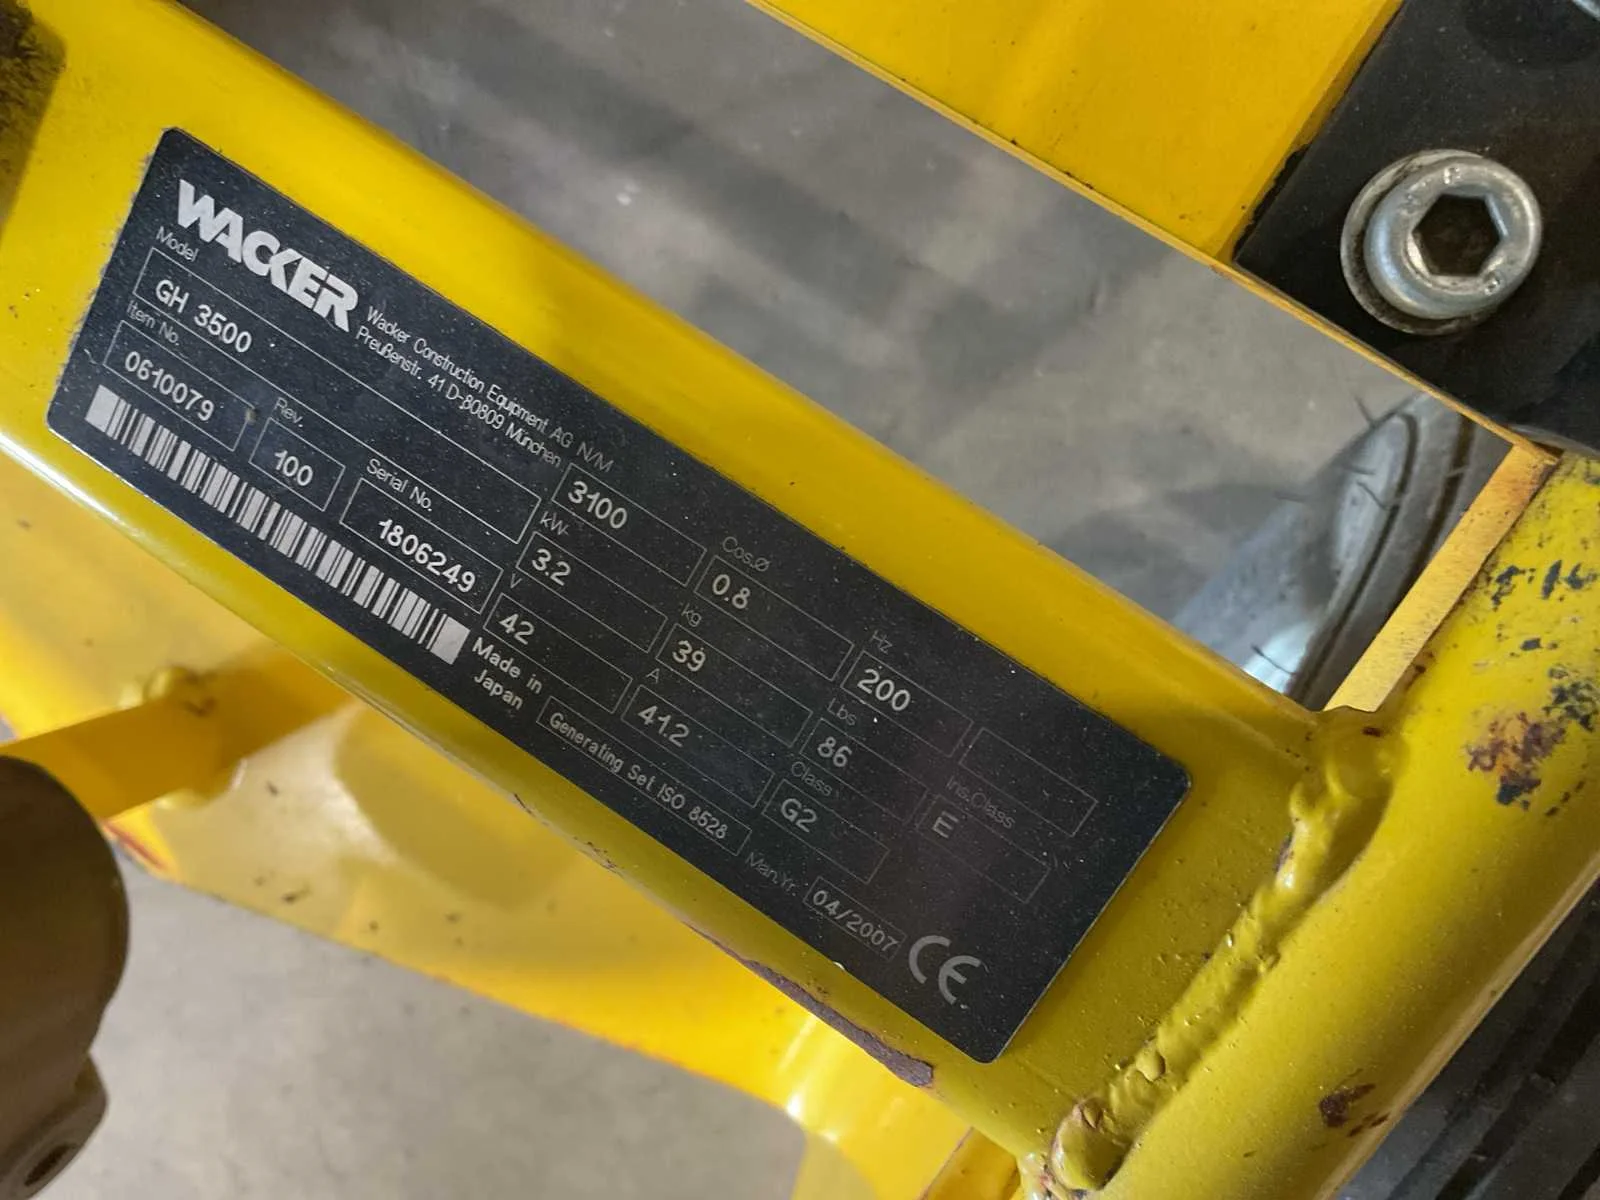 WACKER
Wacker Construction Equipment AG
Preußenstr. 41 D-80809 München
Model
GH 3500
N/M
3100
Cos.Ø
0.8
Hz
200
Item No.
0610079
Rev.
100
Serial No.
1806249
kW
3.2
kg
39
Lbs
86
Ins.Class
E
V
42
A
41.2
Class
G2
Made in
Japan
Generating Set ISO 8528
Man.Yr.
04/2007
CE